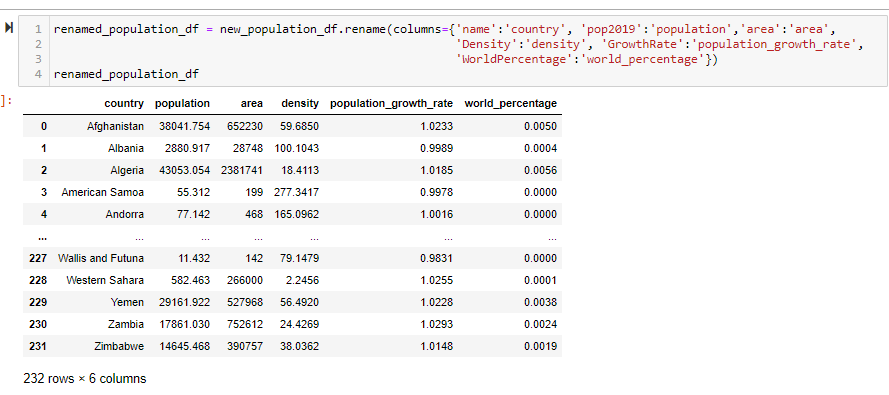 1 renamed_population_df = new_population_df.rename(columns={'name':'country', 'pop2019':'population','area':'area',
2 'Density':'density', 'GrowthRate':'population_growth_rate',
3 'WorldPercentage':'world_percentage'})
4 renamed_population_df
]:
country population area density population_growth_rate world_percentage
0 Afghanistan 38041.754 652230 59.6850 1.0233 0.0050
1 Albania 2880.917 28748 100.1043 0.9989 0.0004
2 Algeria 43053.054 2381741 18.4113 1.0185 0.0056
3 American Samoa 55.312 199 277.3417 0.9978 0.0000
4 Andorra 77.142 468 165.0962 1.0016 0.0000
... ... ... ... ... ... ...
227 Wallis and Futuna 11.432 142 79.1479 0.9831 0.0000
228 Western Sahara 582.463 266000 2.2456 1.0255 0.0001
229 Yemen 29161.922 527968 56.4920 1.0228 0.0038
230 Zambia 17861.030 752612 24.4269 1.0293 0.0024
231 Zimbabwe 14645.468 390757 38.0362 1.0148 0.0019
232 rows × 6 columns